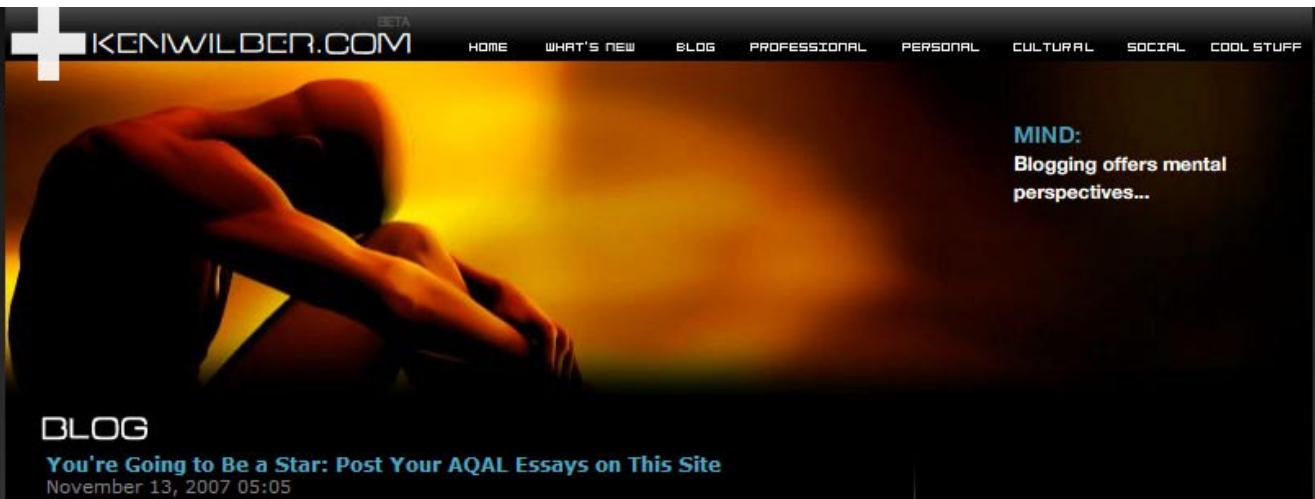 BETA
KENWILBER.COM
HOME WHAT'S NEW BLOG PROFESSIONAL PERSONAL CULTURAL SOCIAL COOL STUFF
MIND:
Blogging offers mental
perspectives...
BLOG
You're Going to Be a Star: Post Your AQAL Essays on This Site
November 13, 2007 05:05